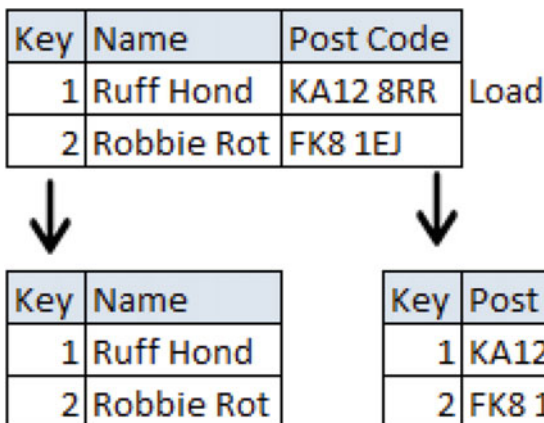 Key Name Post Code
1 Ruff Hond KA12 8RR Load
2 Robbie Rot FK8 1EJ
Key Name Key Post
1 Ruff Hond 1 KA12
2 Robbie Rot 2 FK8 1